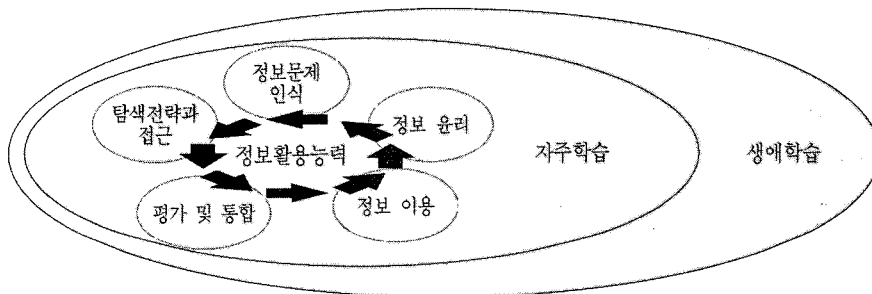 정보문제
인식
탐색전략과
접근
정보 윤리
정보활용능력
자주학습
생애학습
평가 및 통합
정보 이용